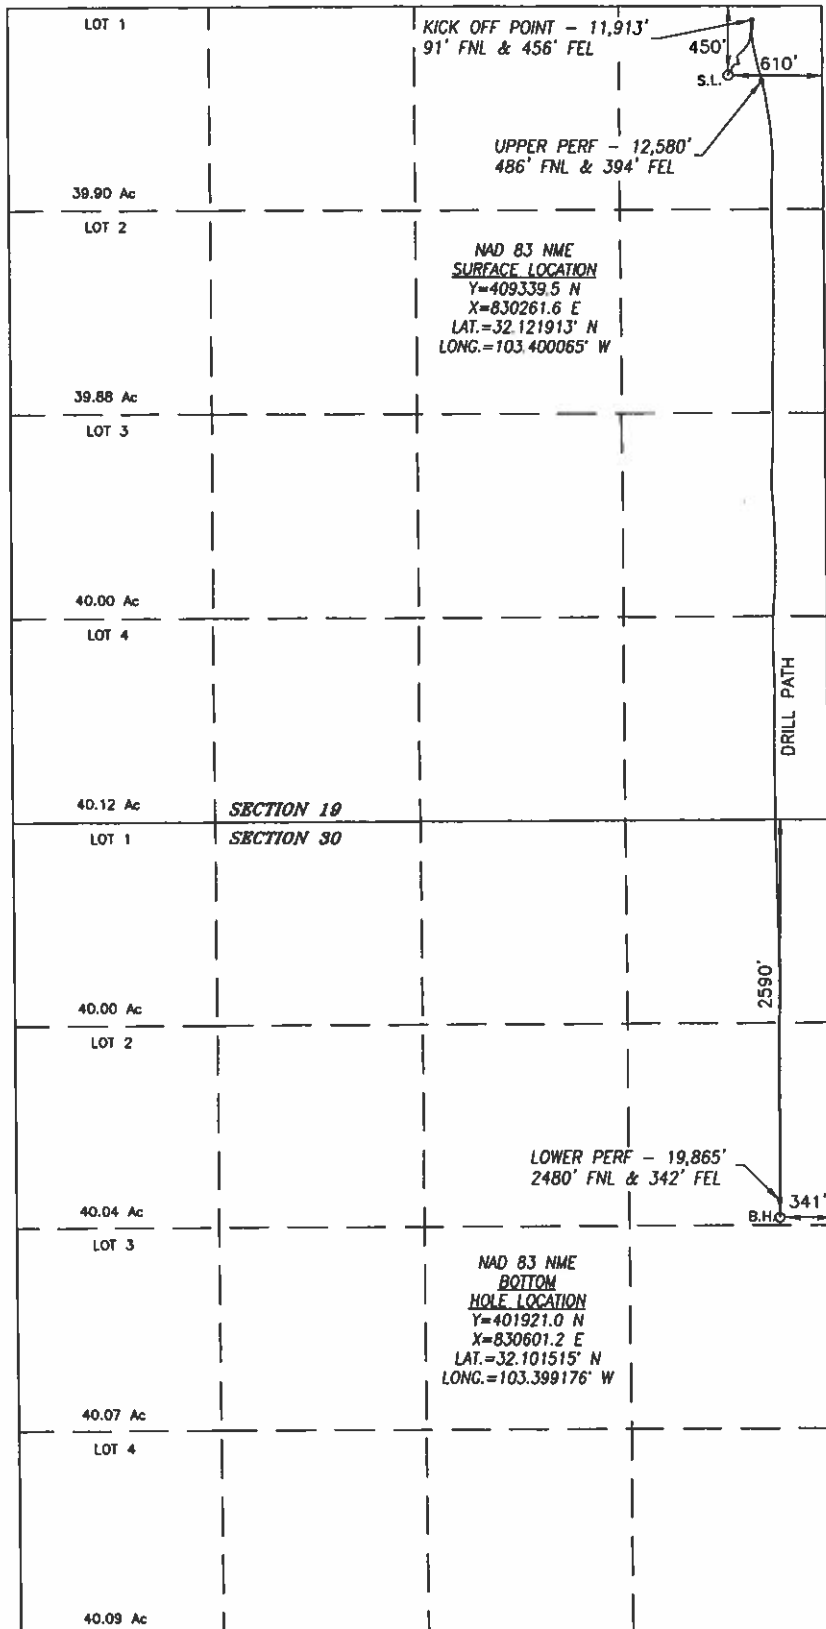 LOT 1
KICK OFF POINT - 11,913'
91' FNL & 456' FEL
450'
610'
S.L.
UPPER PERF - 12,580'
486' FNL & 394' FEL
39.90 Ac
LOT 2
NAD 83 NME
SURFACE LOCATION
Y=409339.5 N
X=830261.6 E
LAT.=32.121913° N
LONG.=103.400065° W
39.88 Ac
LOT 3
40.00 Ac
LOT 4
DRILL PATH
40.12 Ac
SECTION 19
LOT 1
SECTION 30
2590'
40.00 Ac
LOT 2
LOWER PERF - 19,865'
2480' FNL & 342' FEL
341'
B.H.
40.04 Ac
LOT 3
NAD 83 NME
BOTTOM
HOLE LOCATION
Y=401921.0 N
X=830601.2 E
LAT.=32.101515° N
LONG.=103.399176° W
40.07 Ac
LOT 4
40.09 Ac